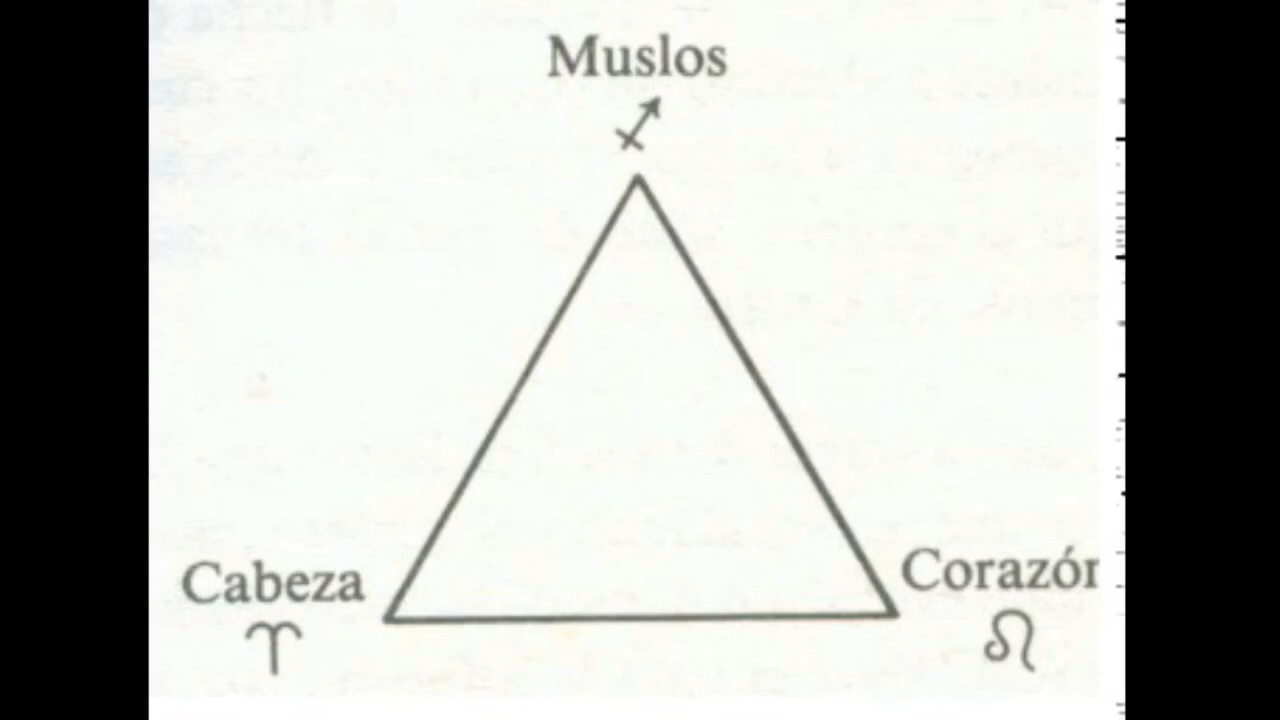 Muslos
♐
Cabeza
♈
Corazón
♌